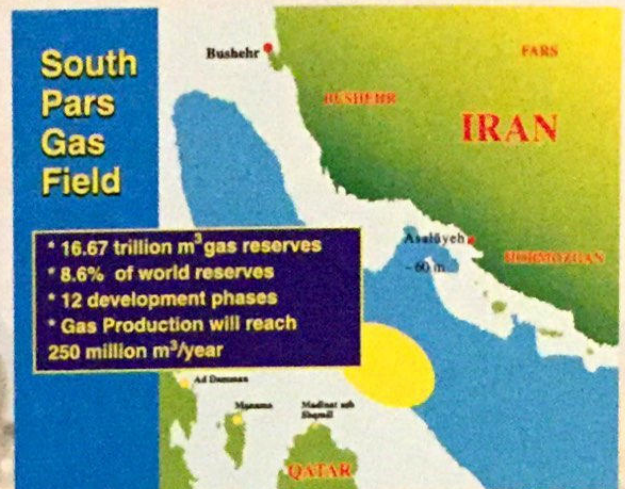 South
Pars
Gas
Field
* 16.67 trillion m³ gas reserves
* 8.6% of world reserves
* 12 development phases
* Gas Production will reach
250 million m³/year
Bushehr
FARS
BUSHEHR
IRAN
Asalūyeh
- 60 m
HORMOZGAN
Ad Dammam
Manama
Madinat ash
QATAR